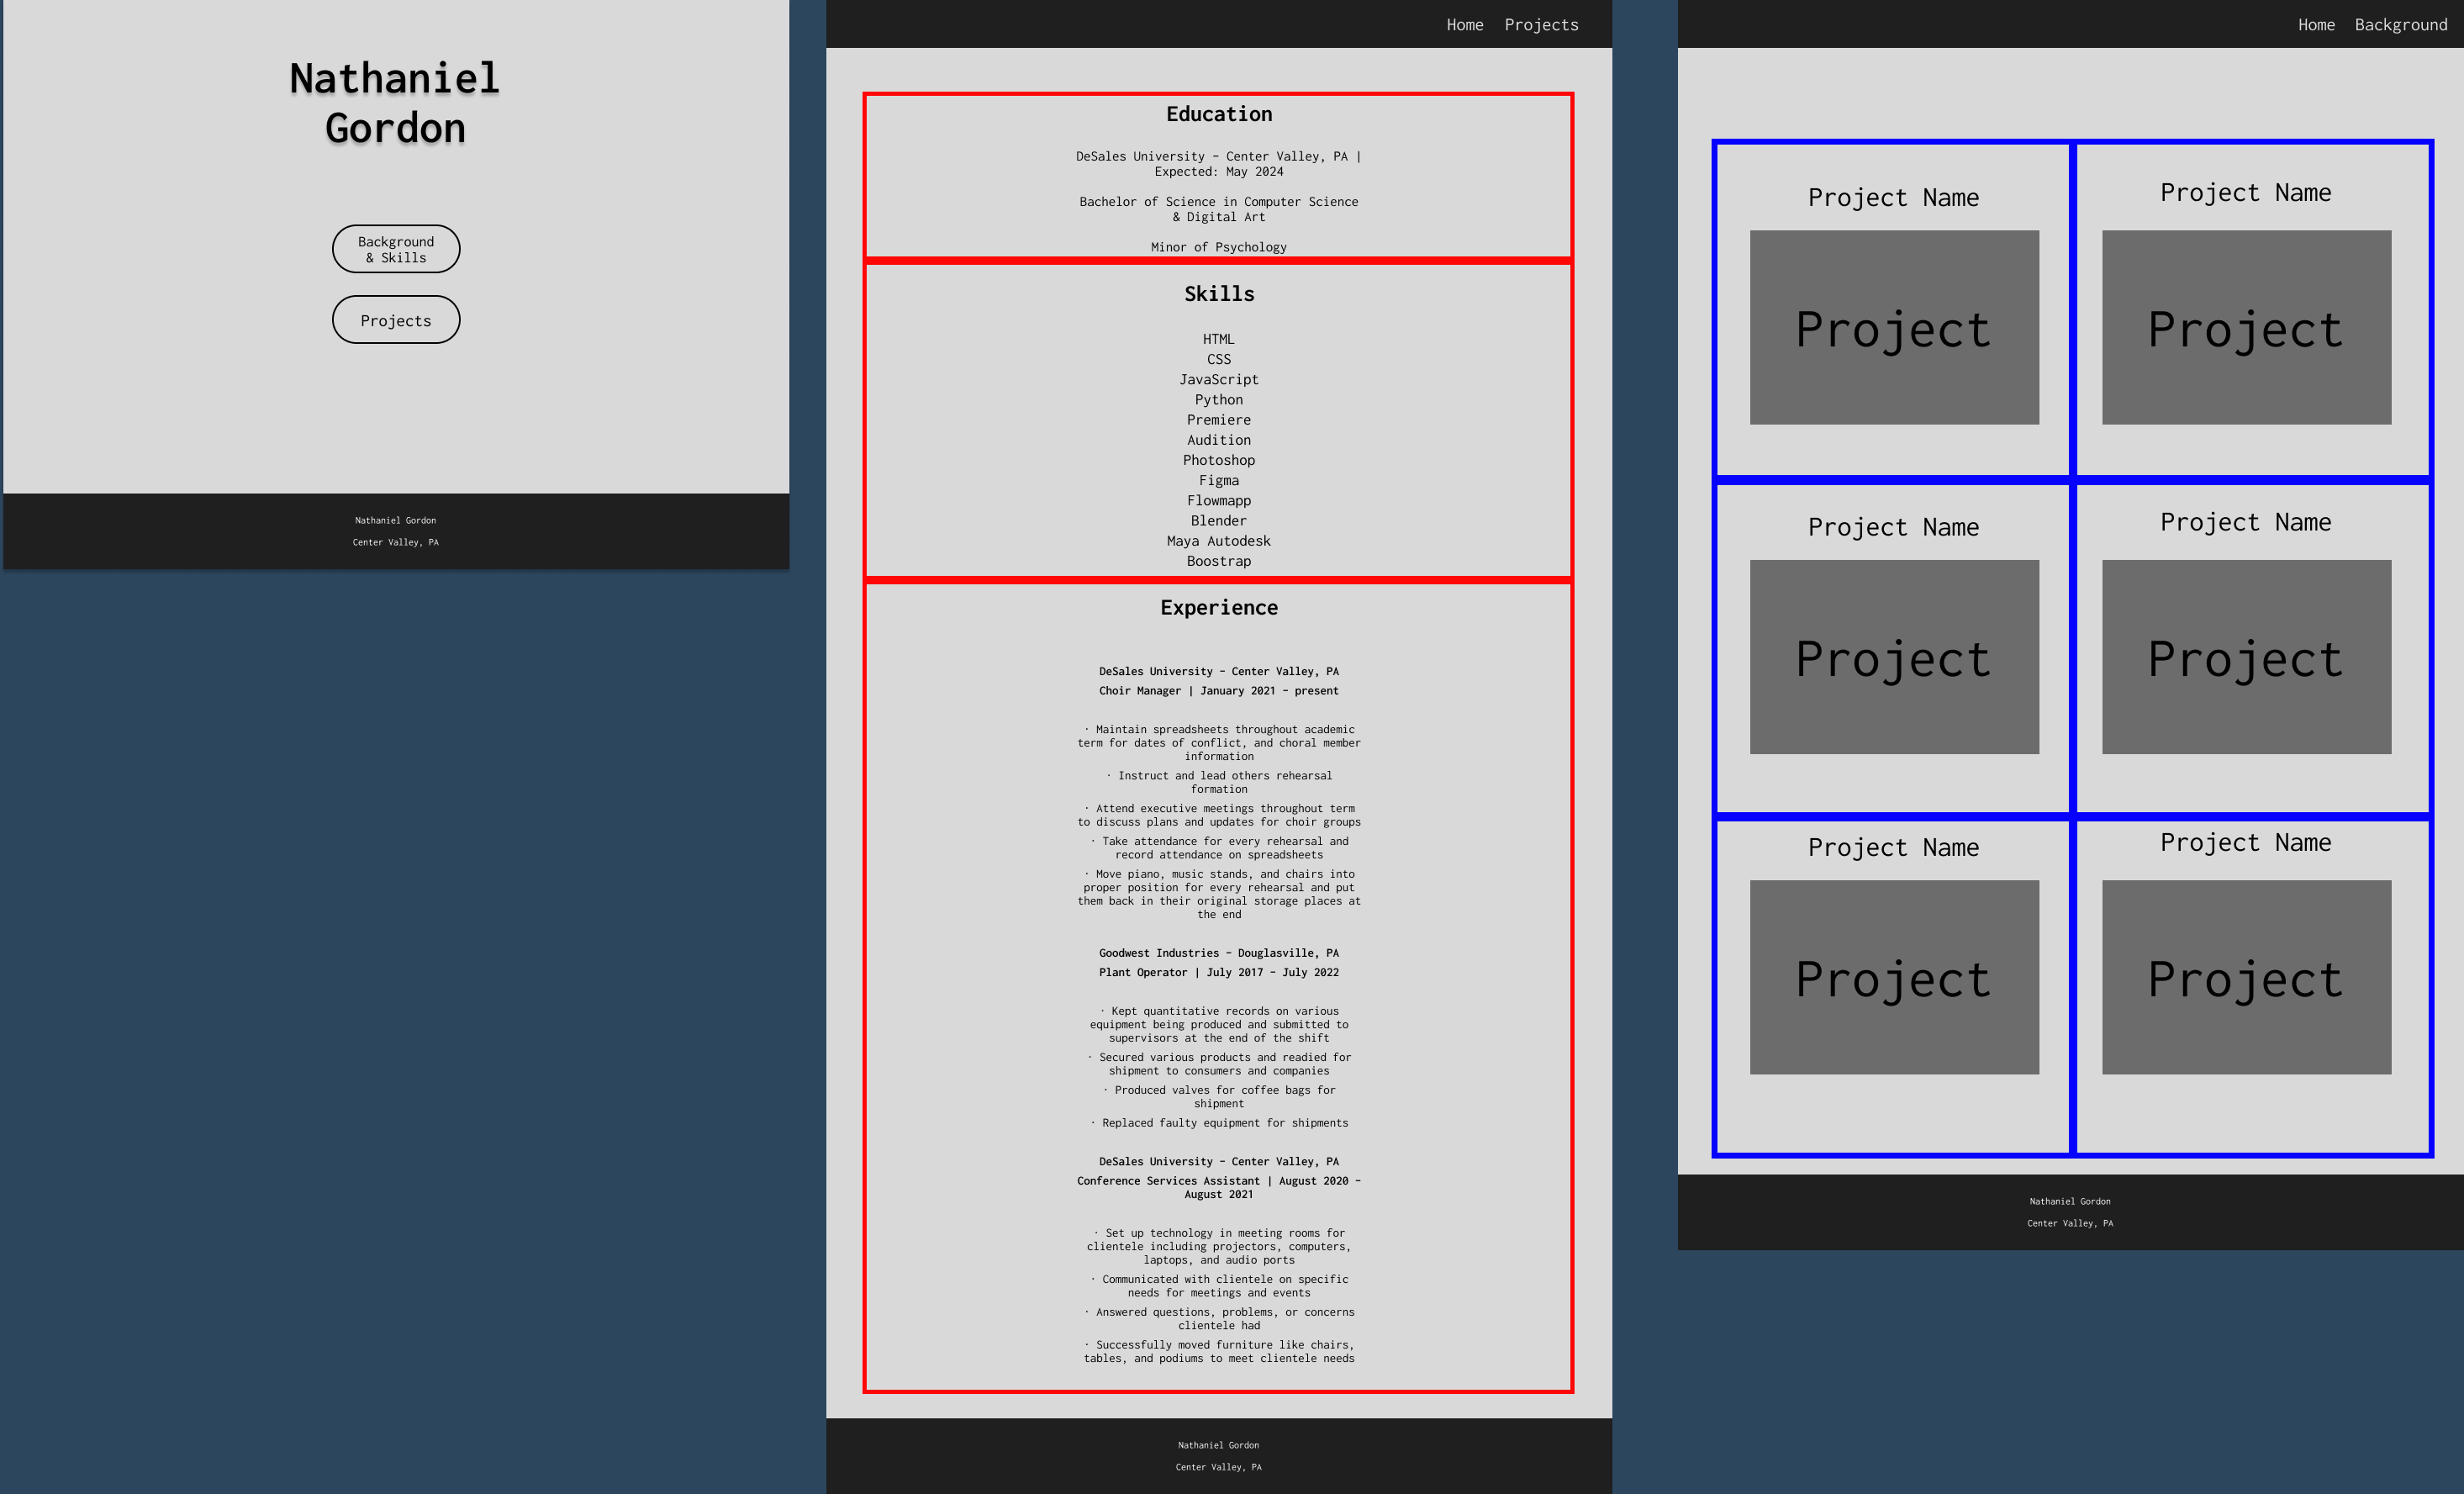 Nathaniel
Gordon
Background
& Skills
Projects
Nathaniel Gordon
Center Valley, PA
Home Projects
Education
DeSales University – Center Valley, PA |
Expected: May 2024
Bachelor of Science in Computer Science
& Digital Art
Minor of Psychology
Skills
HTML
CSS
JavaScript
Python
Premiere
Audition
Photoshop
Figma
Flowmapp
Blender
Maya Autodesk
Boostrap
Experience
DeSales University – Center Valley, PA
Choir Manager | January 2021 – present
· Maintain spreadsheets throughout academic
term for dates of conflict, and choral member
information
· Instruct and lead others rehearsal
formation
· Attend executive meetings throughout term
to discuss plans and updates for choir groups
· Take attendance for every rehearsal and
record attendance on spreadsheets
· Move piano, music stands, and chairs into
proper position for every rehearsal and put
them back in their original storage places at
the end
Goodwest Industries – Douglasville, PA
Plant Operator | July 2017 – July 2022
· Kept quantitative records on various
equipment being produced and submitted to
supervisors at the end of the shift
· Secured various products and readied for
shipment to consumers and companies
· Produced valves for coffee bags for
shipment
· Replaced faulty equipment for shipments
DeSales University – Center Valley, PA
Conference Services Assistant | August 2020 –
August 2021
· Set up technology in meeting rooms for
clientele including projectors, computers,
laptops, and audio ports
· Communicated with clientele on specific
needs for meetings and events
· Answered questions, problems, or concerns
clientele had
· Successfully moved furniture like chairs,
tables, and podiums to meet clientele needs
Nathaniel Gordon
Center Valley, PA
Home Background
Project Name
Project
Project Name
Project
Project Name
Project
Project Name
Project
Project Name
Project
Project Name
Project
Nathaniel Gordon
Center Valley, PA